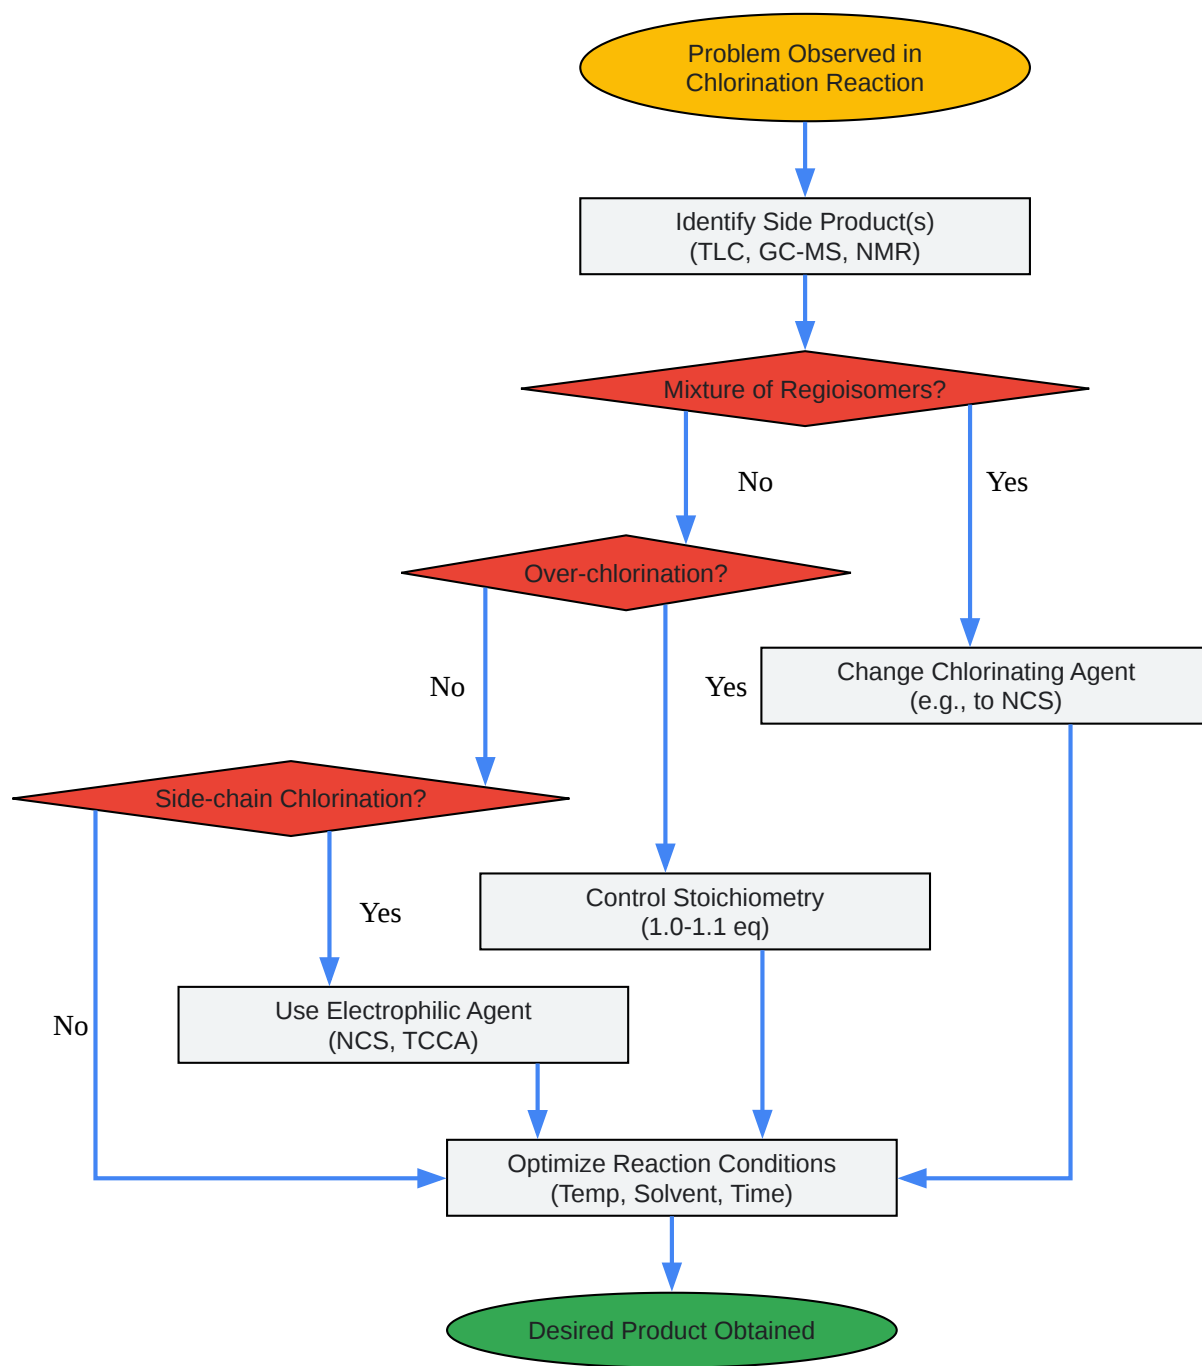 Problem Observed in
Chlorination Reaction
Identify Side Product(s)
(TLC, GC-MS, NMR)
Mixture of Regioisomers?
No
Yes
Over-chlorination?
No
Yes
Change Chlorinating Agent
(e.g., to NCS)
Side-chain Chlorination?
Yes
Control Stoichiometry
(1.0-1.1 eq)
No
Use Electrophilic Agent
(NCS, TCCA)
Optimize Reaction Conditions
(Temp, Solvent, Time)
Desired Product Obtained